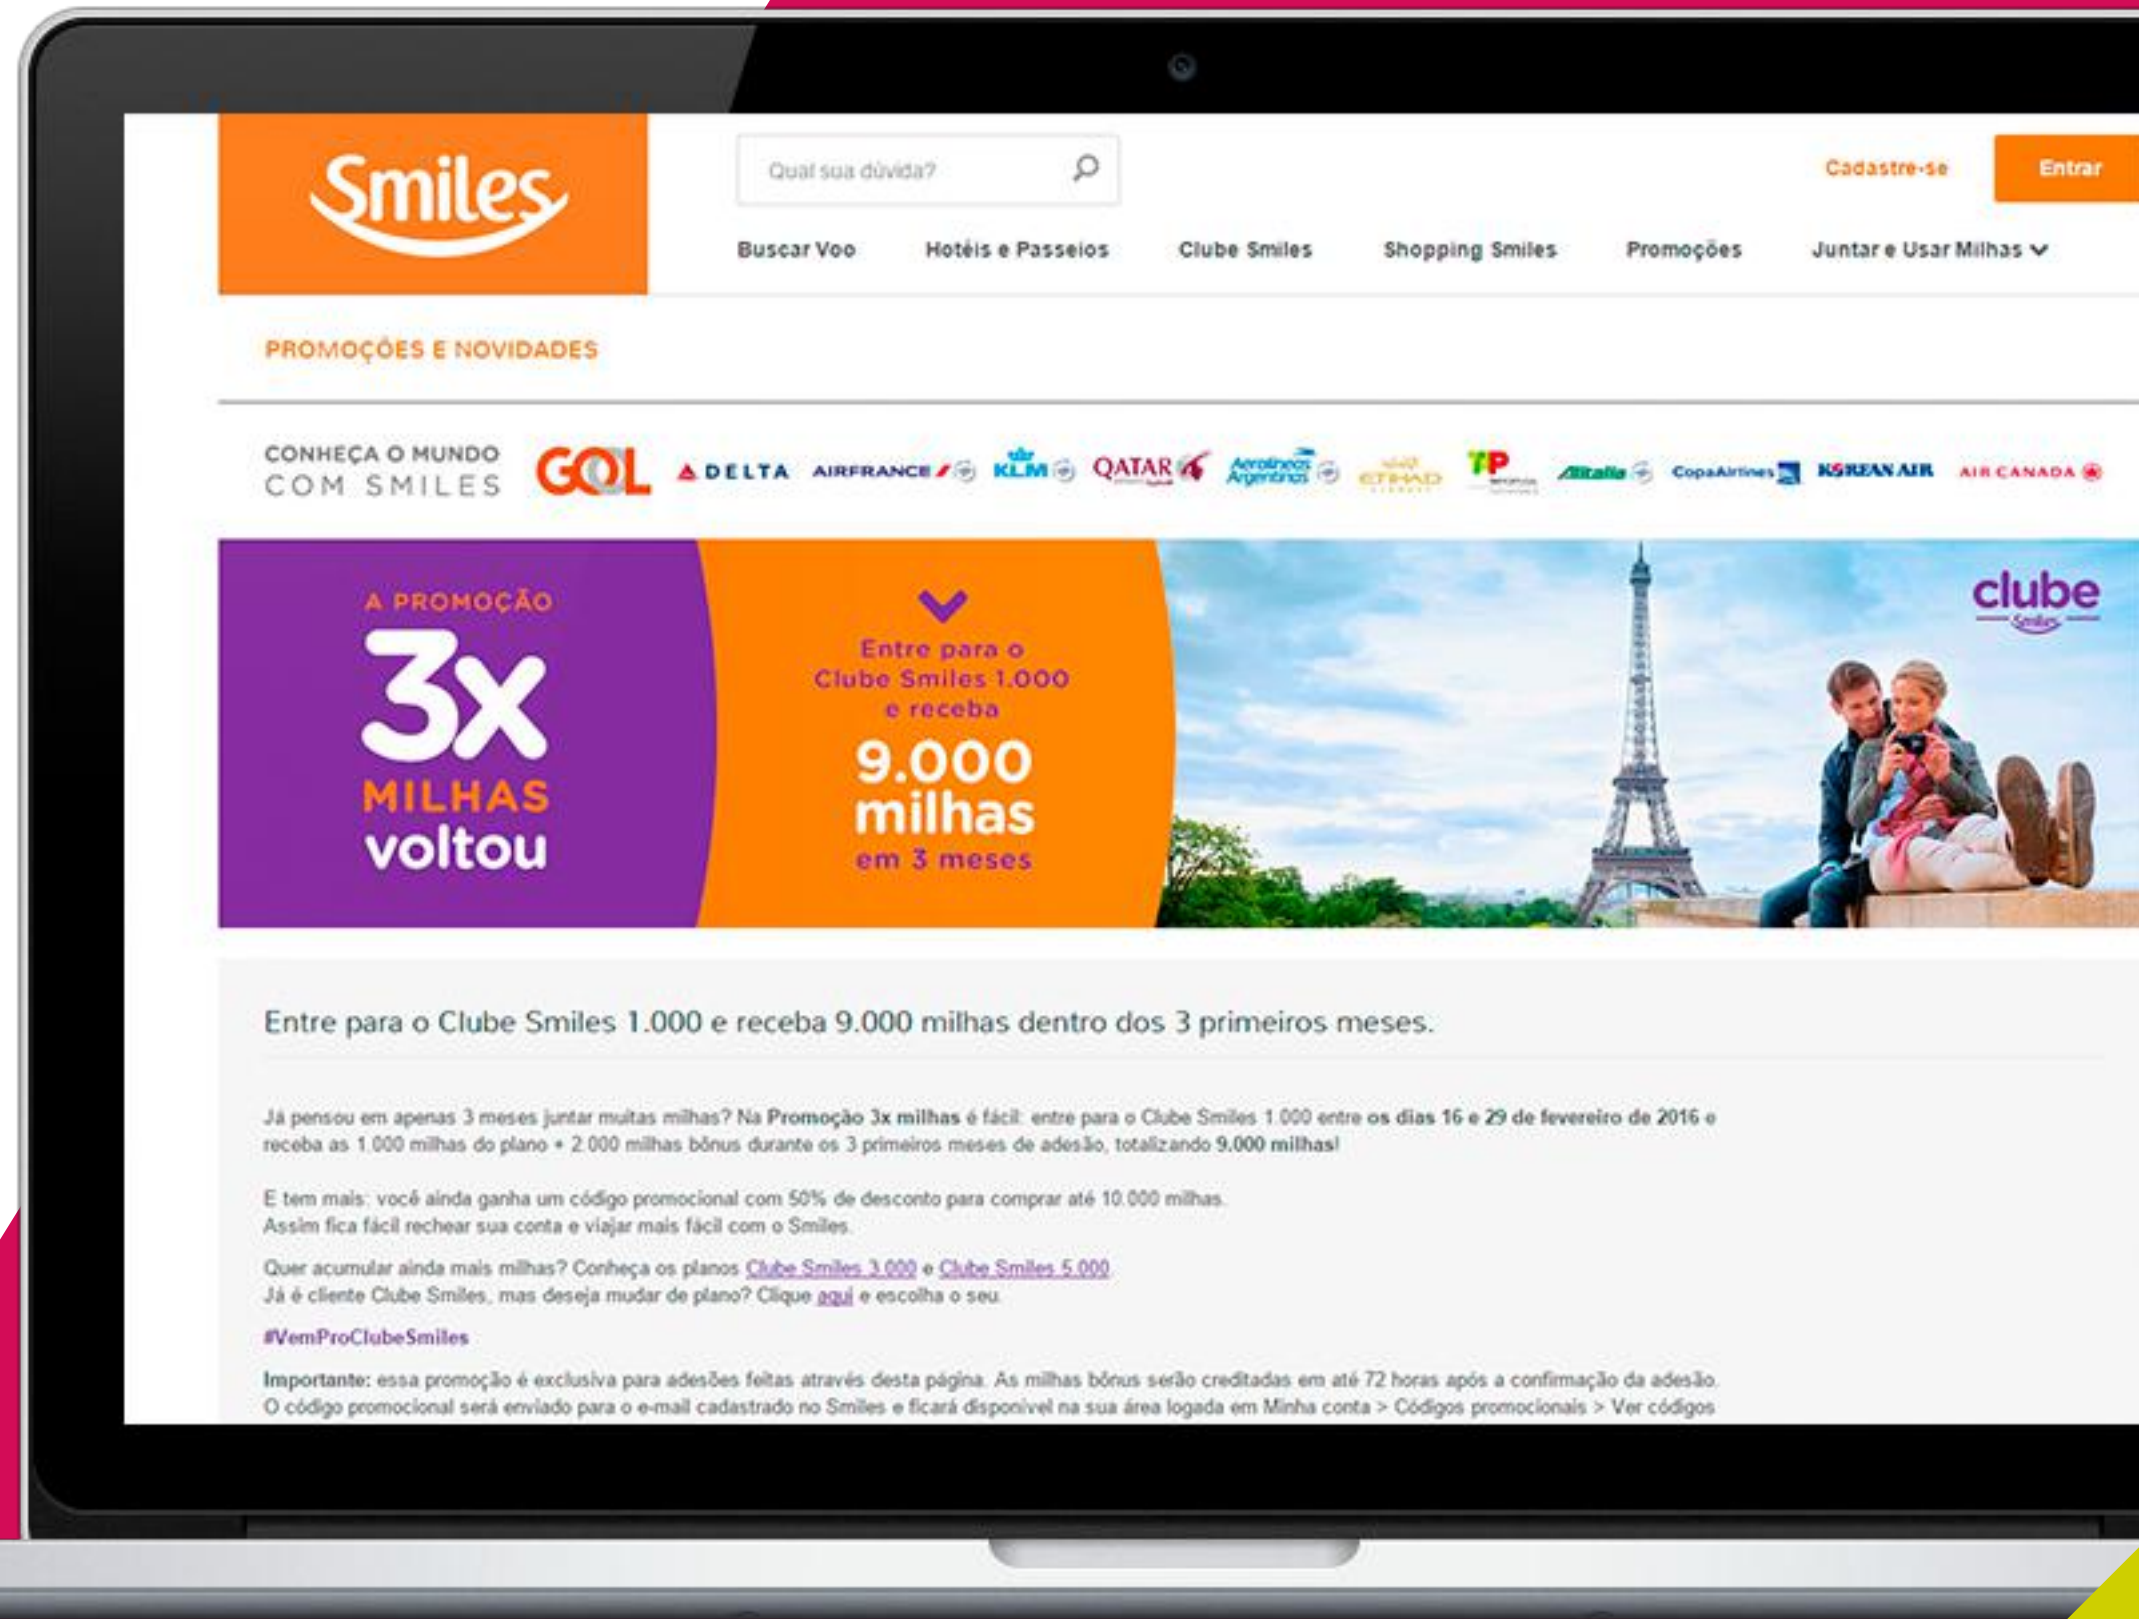 Smiles
Qual sua dúvida?
Cadastre-se
Entrar
Buscar Voo
Hotéis e Passeios
Clube Smiles
Shopping Smiles
Promoções
Juntar e Usar Milhas
PROMOÇÕES E NOVIDADES
CONHEÇA O MUNDO
COM SMILES
GOL
DELTA
AIRFRANCE
KLM
QATAR
Aerolineas
Argentinas
ETIHAD
TAP
Alitalia
CopaAirlines
KOREAN AIR
AIR CANADA
A PROMOÇÃO
3x
MILHAS
voltou
Entre para o
Clube Smiles 1.000
e receba
9.000
milhas
em 3 meses
clube
Smiles
Entre para o Clube Smiles 1.000 e receba 9.000 milhas dentro dos 3 primeiros meses.
Já pensou em apenas 3 meses juntar muitas milhas? Na Promoção 3x milhas é fácil: entre para o Clube Smiles 1.000 entre os dias 16 e 29 de fevereiro de 2016 e
receba as 1.000 milhas do plano + 2.000 milhas bônus durante os 3 primeiros meses de adesão, totalizando 9.000 milhas!
E tem mais: você ainda ganha um código promocional com 50% de desconto para comprar até 10.000 milhas.
Assim fica fácil rechear sua conta e viajar mais fácil com o Smiles.
Quer acumular ainda mais milhas? Conheça os planos Clube Smiles 3.000 e Clube Smiles 5.000.
Já é cliente Clube Smiles, mas deseja mudar de plano? Clique aqui e escolha o seu.
#VemProClubeSmiles
Importante: essa promoção é exclusiva para adesões feitas através desta página. As milhas bônus serão creditadas em até 72 horas após a confirmação da adesão.
O código promocional será enviado para o e-mail cadastrado no Smiles e ficará disponível na sua área logada em Minha conta > Códigos promocionais > Ver códigos